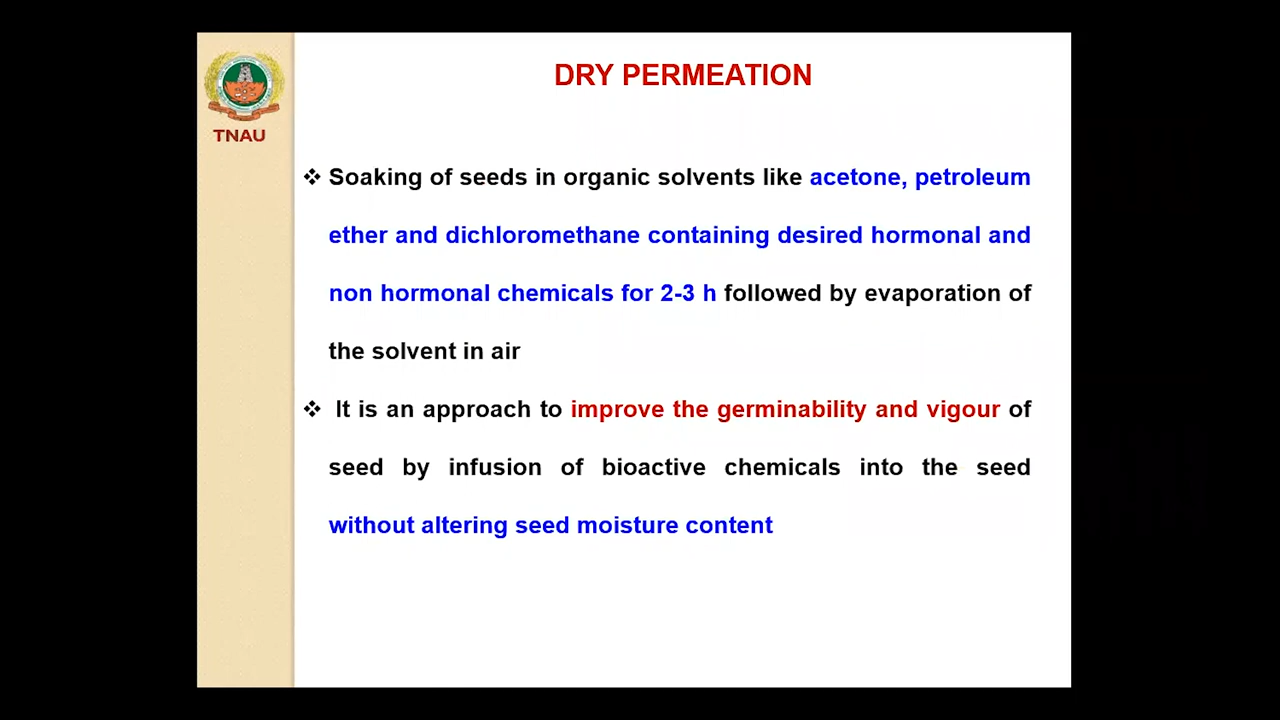 DRY PERMEATION
TNAU
❖ Soaking of seeds in organic solvents like acetone, petroleum
ether and dichloromethane containing desired hormonal and
non hormonal chemicals for 2-3 h followed by evaporation of
the solvent in air
❖ It is an approach to improve the germinability and vigour of
seed by infusion of bioactive chemicals into the seed
without altering seed moisture content